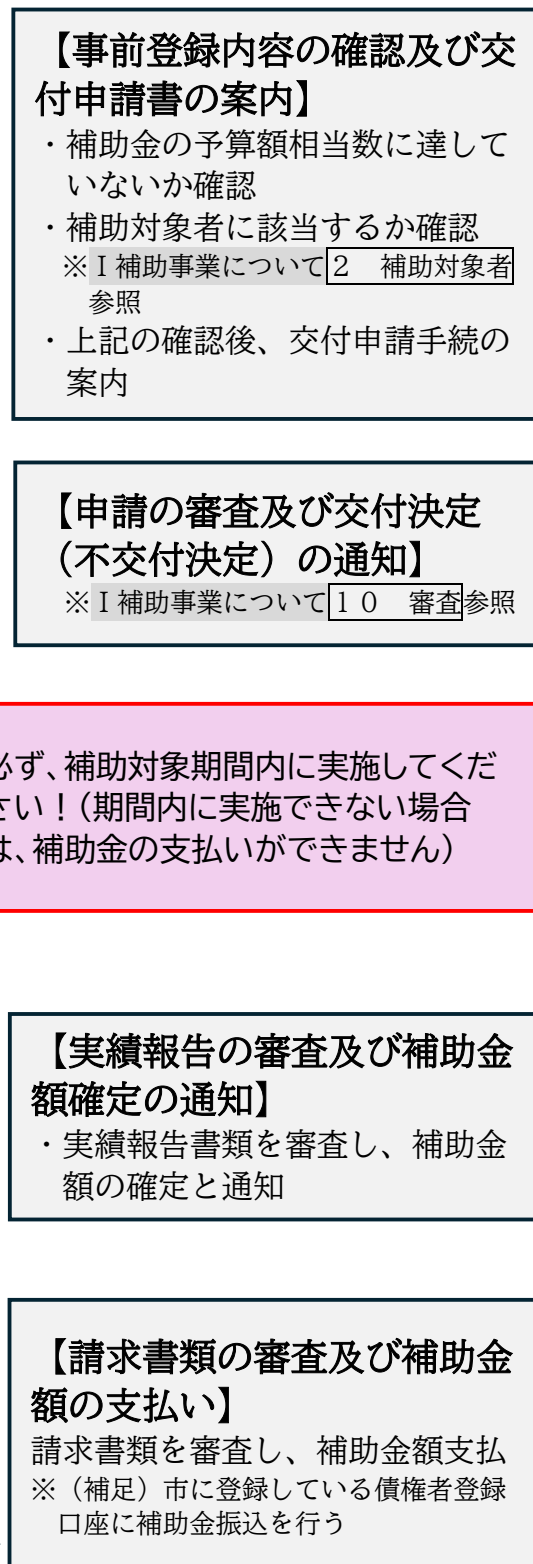 【事前登録内容の確認及び交
付申請書の案内】
・補助金の予算額相当数に達して
いないか確認
・補助対象者に該当するか確認
※Ⅰ補助事業について２　補助対象者
参照
・上記の確認後、交付申請手続の
案内
【申請の審査及び交付決定
（不交付決定）の通知】
※Ⅰ補助事業について１０　審査参照
必ず、補助対象期間内に実施してくだ
さい！（期間内に実施できない場合
は、補助金の支払いができません）
【実績報告の審査及び補助金
額確定の通知】
・実績報告書類を審査し、補助金
額の確定と通知
【請求書類の審査及び補助金
額の支払い】
請求書類を審査し、補助金額支払
※（補足）市に登録している債権者登録
口座に補助金振込を行う